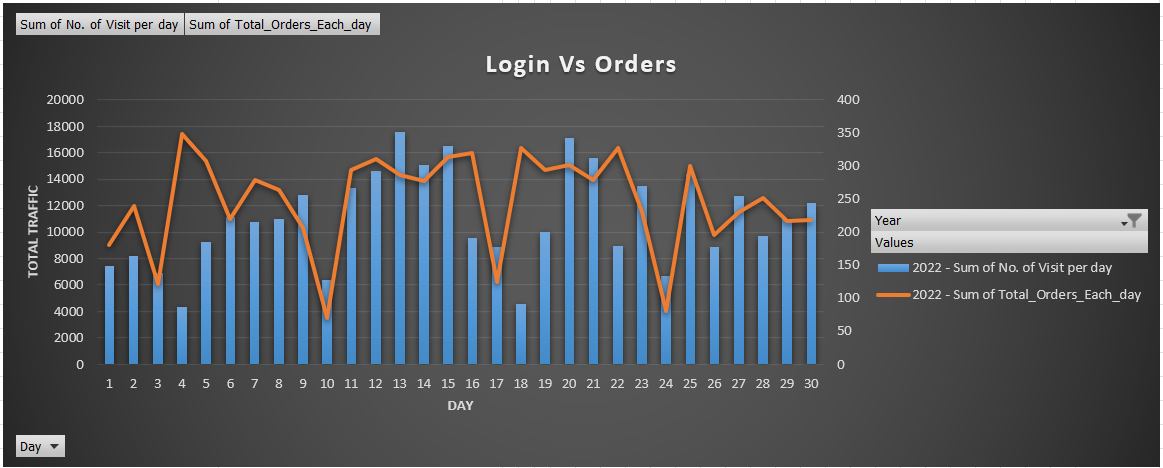 Sum of No. of Visit per day Sum of Total_Orders_Each_day
Login Vs Orders
20000
18000
16000
14000
12000
10000
8000
6000
4000
2000
0
TOTAL TRAFFIC
400
350
300
250
200
150
100
50
0
1 2 3 4 5 6 7 8 9 10 11 12 13 14 15 16 17 18 19 20 21 22 23 24 25 26 27 28 29 30
DAY
Year
Values
2022 - Sum of No. of Visit per day
2022 - Sum of Total_Orders_Each_day
Day